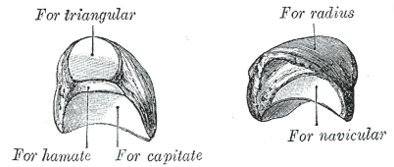 For triangular
For radius
For hamate
For capitate
For navicular